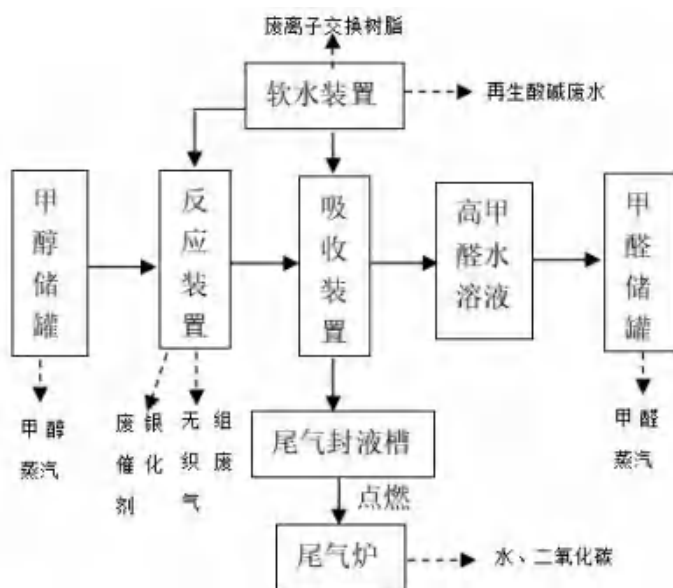 废离子交换树脂
软水装置
再生酸碱废水
甲醇储罐
反应装置
吸收装置
高甲
醛水
溶液
甲醛储罐
甲醇
蒸汽
废银
催化
剂
无组
织废
气
尾气封液槽
甲醛
蒸汽
点燃
尾气炉
水、二氧化碳